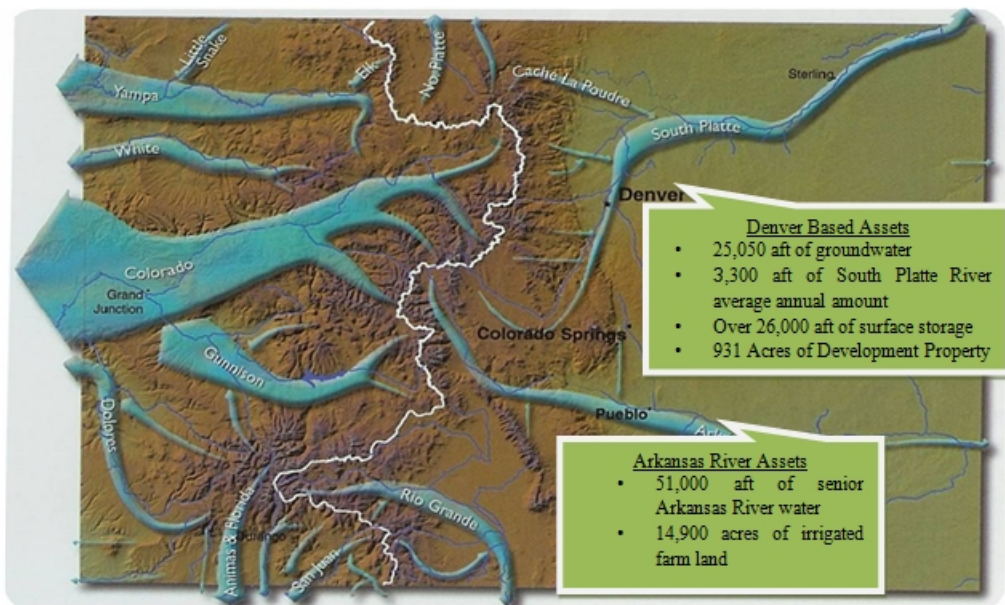 Little
Snake
Elk
No. Platte
Yampa
Caché La Poudre
Sterling
South Platte
White
Denver
Denver Based Assets
• 25,050 aft of groundwater
• 3,300 aft of South Platte River
average annual amount
• Over 26,000 aft of surface storage
• 931 Acres of Development Property
Colorado
Grand
Junction
Colorado Springs
Gunnison
Dolores
Pueblo
Arkansas River Assets
• 51,000 aft of senior
Arkansas River water
• 14,900 acres of irrigated
farm land
Rio Grande
Animas & Florida
Durango
San Juan